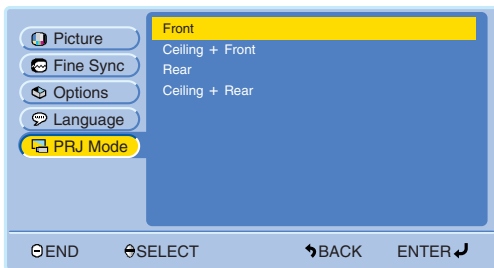 Picture
Fine Sync
Options
Language
PRJ Mode
Front
Ceiling + Front
Rear
Ceiling + Rear
END SELECT BACK ENTER